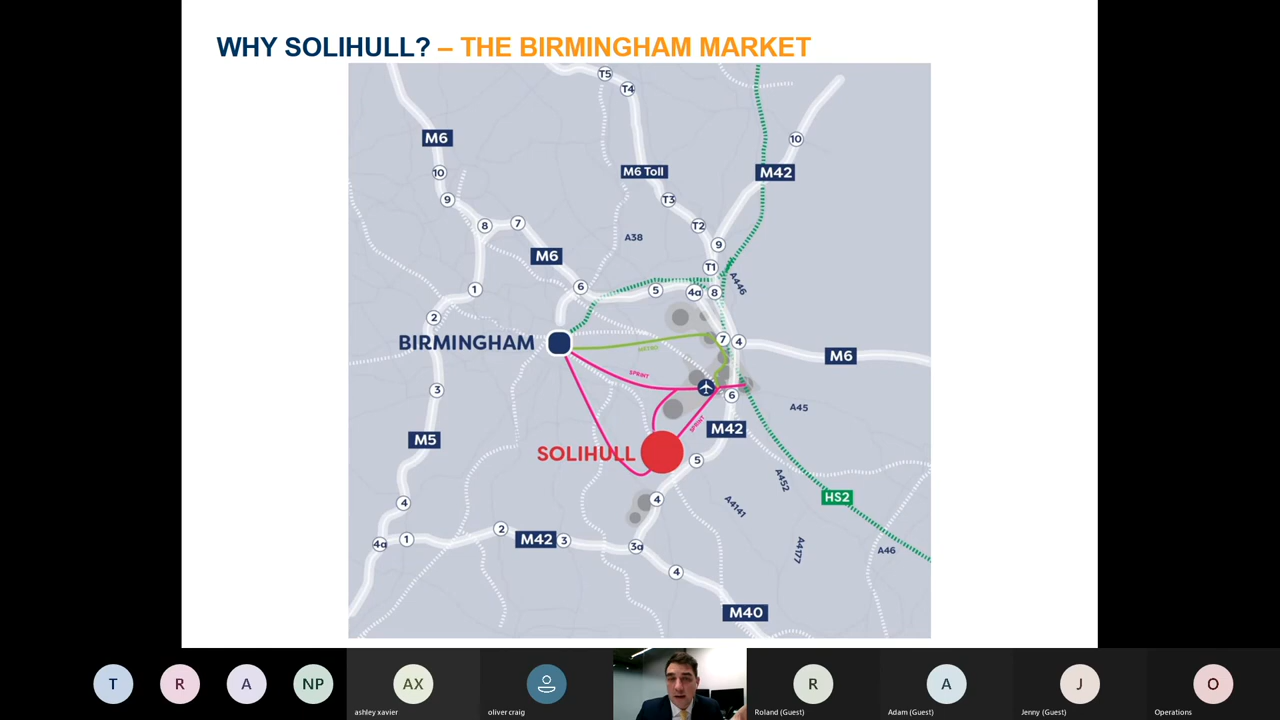 WHY SOLIHULL? – THE BIRMINGHAM MARKET
T5
T4
M6
10
M6 Toll
M42
10
9
T3
8
7
T2
A38
9
M6
T1
A446
6
5
4a
8
1
2
BIRMINGHAM
METRO
7
4
M6
SPRINT
3
6
A45
SPRINT
M42
M5
SOLIHULL
5
A452
HS2
4
4
A4141
1
2
M42
3
3a
4a
A4177
A46
4
M40
T
R
A
NP
AX
ashley xavier
oliver craig
R
Roland (Guest)
A
Adam (Guest)
J
Jenny (Guest)
O
Operations